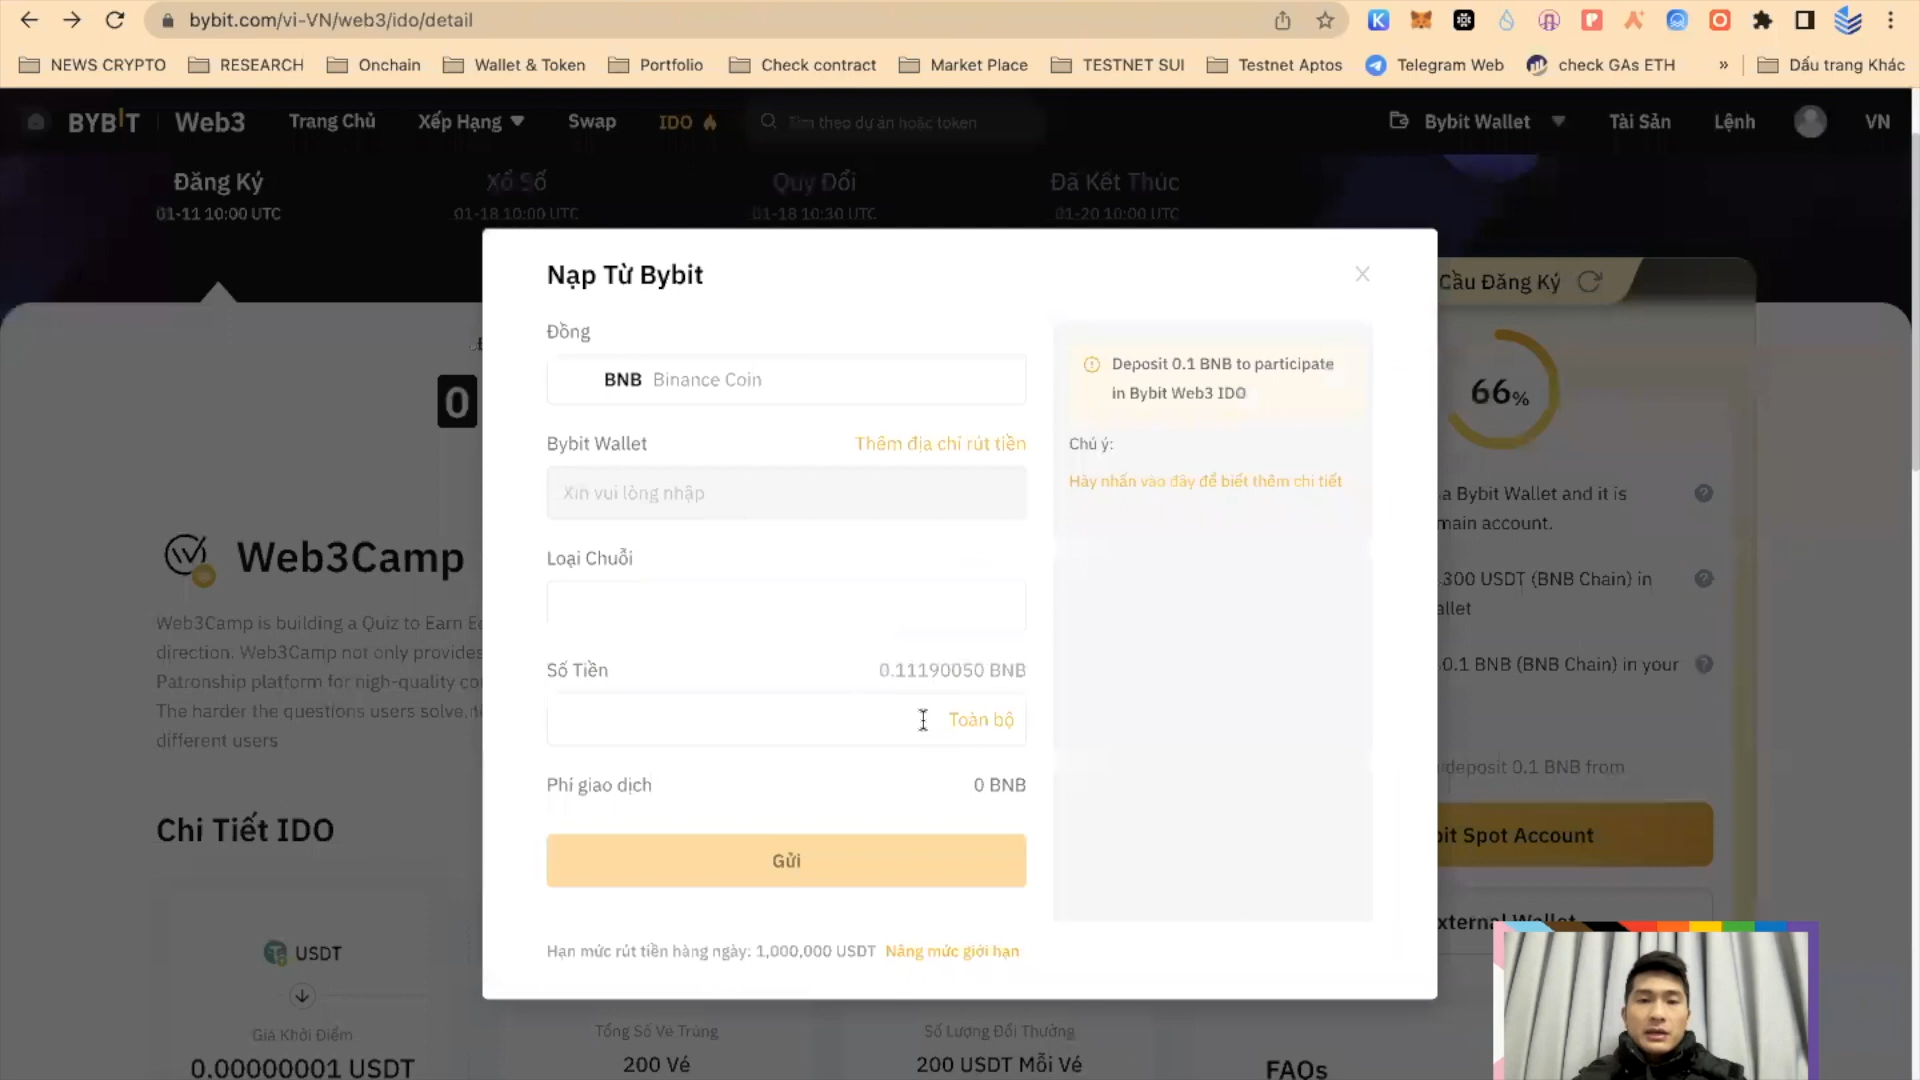 bybit.com/vi-VN/web3/ido/detail
NEWS CRYPTO RESEARCH Onchain Wallet & Token Portfolio Check contract Market Place TESTNET SUI Testnet Aptos Telegram Web check GAs ETH » Dấu trang Khác
BYBIT Web3 Trang Chủ Xếp Hạng Swap IDO Tìm theo dự án hoặc token Bybit Wallet Tài Sản Lệnh VN
Đăng Ký Xổ Số Quy Đổi Đã Kết Thúc
01-11 10:00 UTC 01-18 10:00 UTC 01-18 10:30 UTC 01-20 10:00 UTC
Nạp Từ Bybit
Cầu Đăng Ký
Đồng
BNB Binance Coin
Deposit 0.1 BNB to participate
in Bybit Web3 IDO
0
66%
Bybit Wallet Thêm địa chỉ rút tiền
Chú ý:
Xin vui lòng nhập
Hãy nhấn vào đây để biết thêm chi tiết
a Bybit Wallet and it is
main account.
Loại Chuỗi
Web3Camp
300 USDT (BNB Chain) in
allet
Web3Camp is building a Quiz to Earn
direction. Web3Camp not only provides
Patronship platform for high-quality
The harder the questions users solve,
different users
Số Tiền 0.11190050 BNB
0.1 BNB (BNB Chain) in your
Toàn bộ
Phí giao dịch 0 BNB
deposit 0.1 BNB from
Chi Tiết IDO
bit Spot Account
Gửi
xternal Wallet
Hạn mức rút tiền hàng ngày: 1,000,000 USDT Nâng mức giới hạn
USDT
Giá Khởi Điểm Tổng Số Vé Trúng Số Lượng Đổi Thưởng
0.00000001 USDT 200 Vé 200 USDT Mỗi Vé FAQs